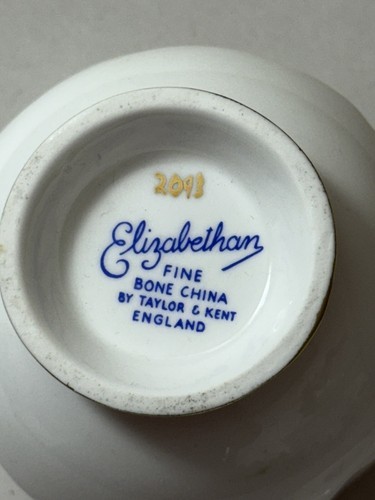 2093
Elizabethan
FINE
BONE CHINA
BY TAYLOR & KENT
ENGLAND